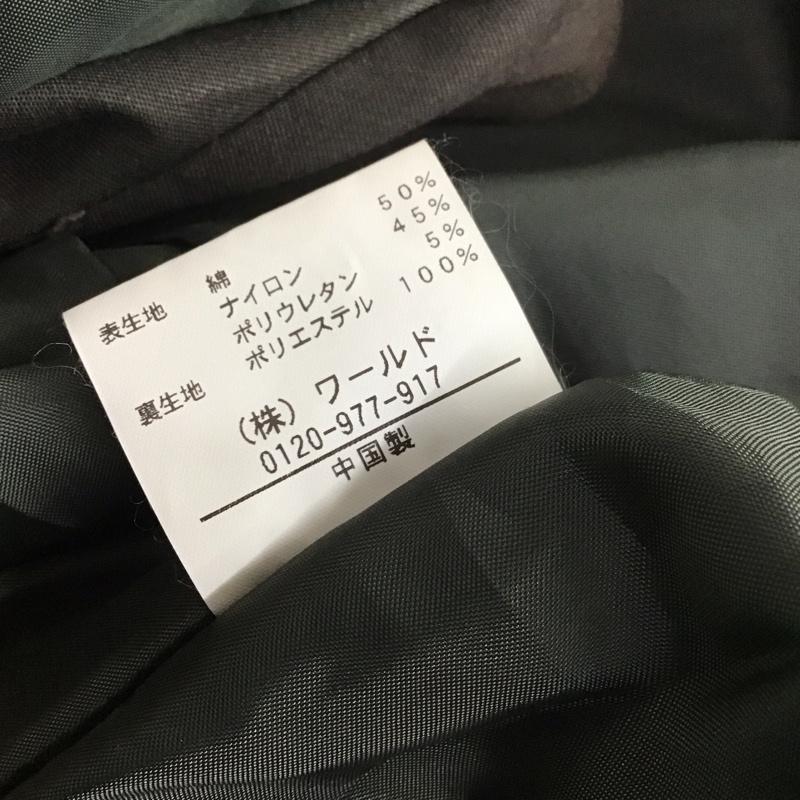 表生地 綿 50%
ナイロン 45%
ポリウレタン 5%
裏生地 ポリエステル 100%
(株) ワールド
0120-977-917
中国製